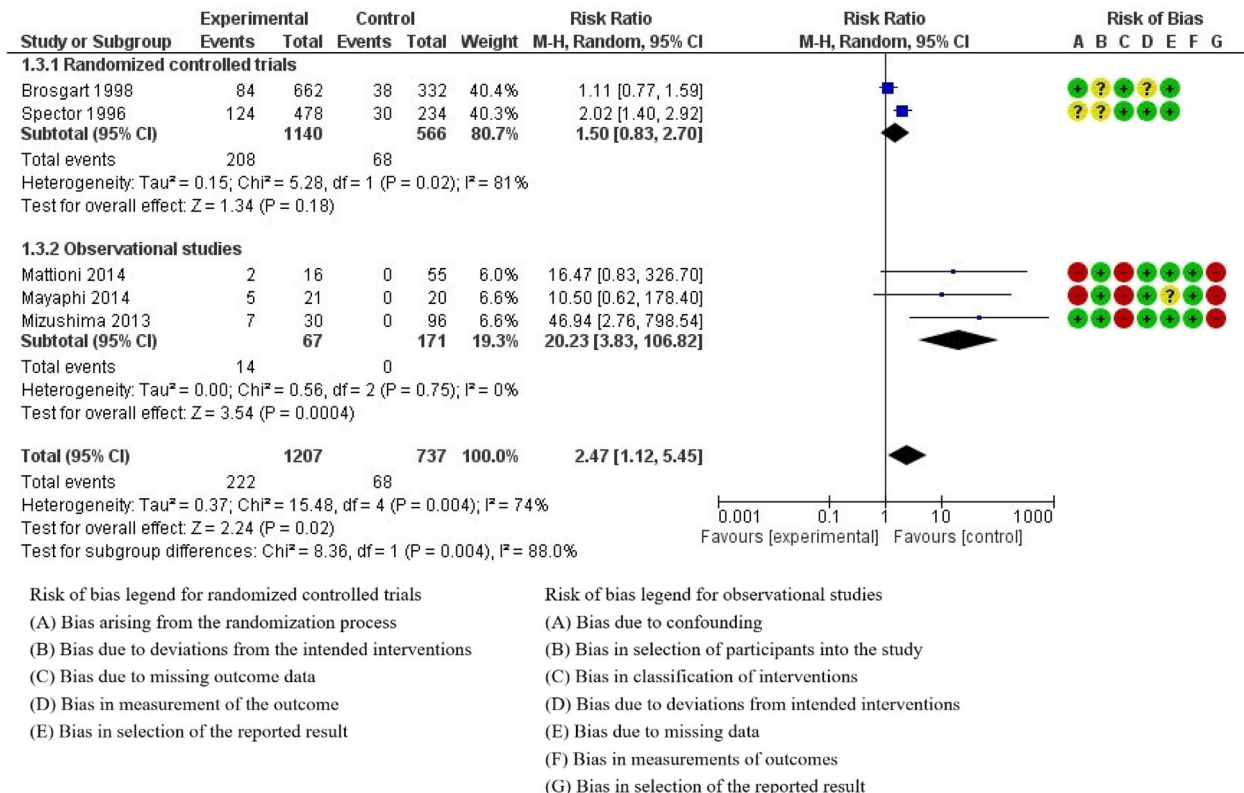 Experimental Control Risk Ratio Risk Ratio Risk of Bias
Study or Subgroup Events Total Events Total Weight M-H, Random, 95% CI M-H, Random, 95% CI A B C D E F G
1.3.1 Randomized controlled trials
Brosgart 1998 84 662 38 332 40.4% 1.11 [0.77, 1.59] + ? + ? +
Spector 1996 124 478 30 234 40.3% 2.02 [1.40, 2.92] ? ? + + +
Subtotal (95% CI) 1140 566 80.7% 1.50 [0.83, 2.70]
Total events 208 68
Heterogeneity: Tau² = 0.15; Chi² = 5.28, df = 1 (P = 0.02); I² = 81%
Test for overall effect: Z = 1.34 (P = 0.18)
1.3.2 Observational studies
Mattioni 2014 2 16 0 55 6.0% 16.47 [0.83, 326.70] - + - + + + -
Mayaphi 2014 5 21 0 20 6.6% 10.50 [0.62, 178.40] - + - + ? + -
Mizushima 2013 7 30 0 96 6.6% 46.94 [2.76, 798.54] + + - + + + -
Subtotal (95% CI) 67 171 19.3% 20.23 [3.83, 106.82]
Total events 14 0
Heterogeneity: Tau² = 0.00; Chi² = 0.56, df = 2 (P = 0.75); I² = 0%
Test for overall effect: Z = 3.54 (P = 0.0004)
Total (95% CI) 1207 737 100.0% 2.47 [1.12, 5.45]
Total events 222 68
Heterogeneity: Tau² = 0.37; Chi² = 15.48, df = 4 (P = 0.004); I² = 74%
Test for overall effect: Z = 2.24 (P = 0.02)
Test for subgroup differences: Chi² = 8.36, df = 1 (P = 0.004), I² = 88.0%
0.001 0.1 1 10 1000
Favours [experimental] Favours [control]
Risk of bias legend for randomized controlled trials
(A) Bias arising from the randomization process
(B) Bias due to deviations from the intended interventions
(C) Bias due to missing outcome data
(D) Bias in measurement of the outcome
(E) Bias in selection of the reported result
Risk of bias legend for observational studies
(A) Bias due to confounding
(B) Bias in selection of participants into the study
(C) Bias in classification of interventions
(D) Bias due to deviations from intended interventions
(E) Bias due to missing data
(F) Bias in measurements of outcomes
(G) Bias in selection of the reported result